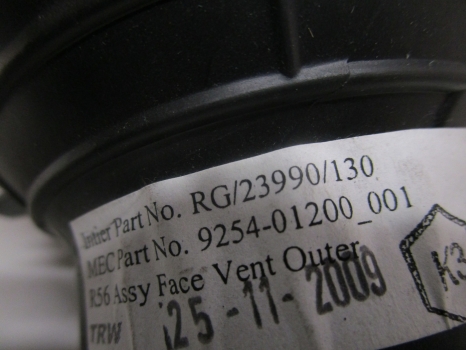 Part No. RG/23990/130
MEC Part No. 9254-01200_001
R56 Assy Face Vent Outer
TRW 25-11-2009
K3